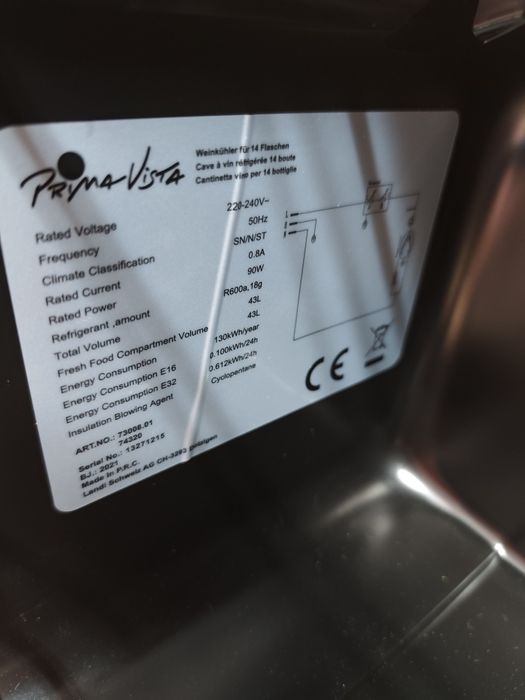 PRIMA VISTA
Weinkühler für 14 Flaschen
Cave à vin réfrigérée 14 boute
Cantinetta vino per 14 bottiglie
Rated Voltage 220-240V~
Frequency 50Hz
Climate Classification SN/N/ST
Rated Current 0.8A
Rated Power 90W
Refrigerant ,amount R600a,18g
Total Volume 43L
Fresh Food Compartment Volume 43L
Energy Consumption 130kWh/year
Energy Consumption E16 0.100kWh/24h
Energy Consumption E32 0.612kWh/24h
Insulation Blowing Agent Cyclopentane
ART.NO.: 73008.01
74320
Serial No.: 13271215
BJ.: 2021
Made in P.R.C.
Landi Schweiz AG CH-3293 Dotzigen
CE